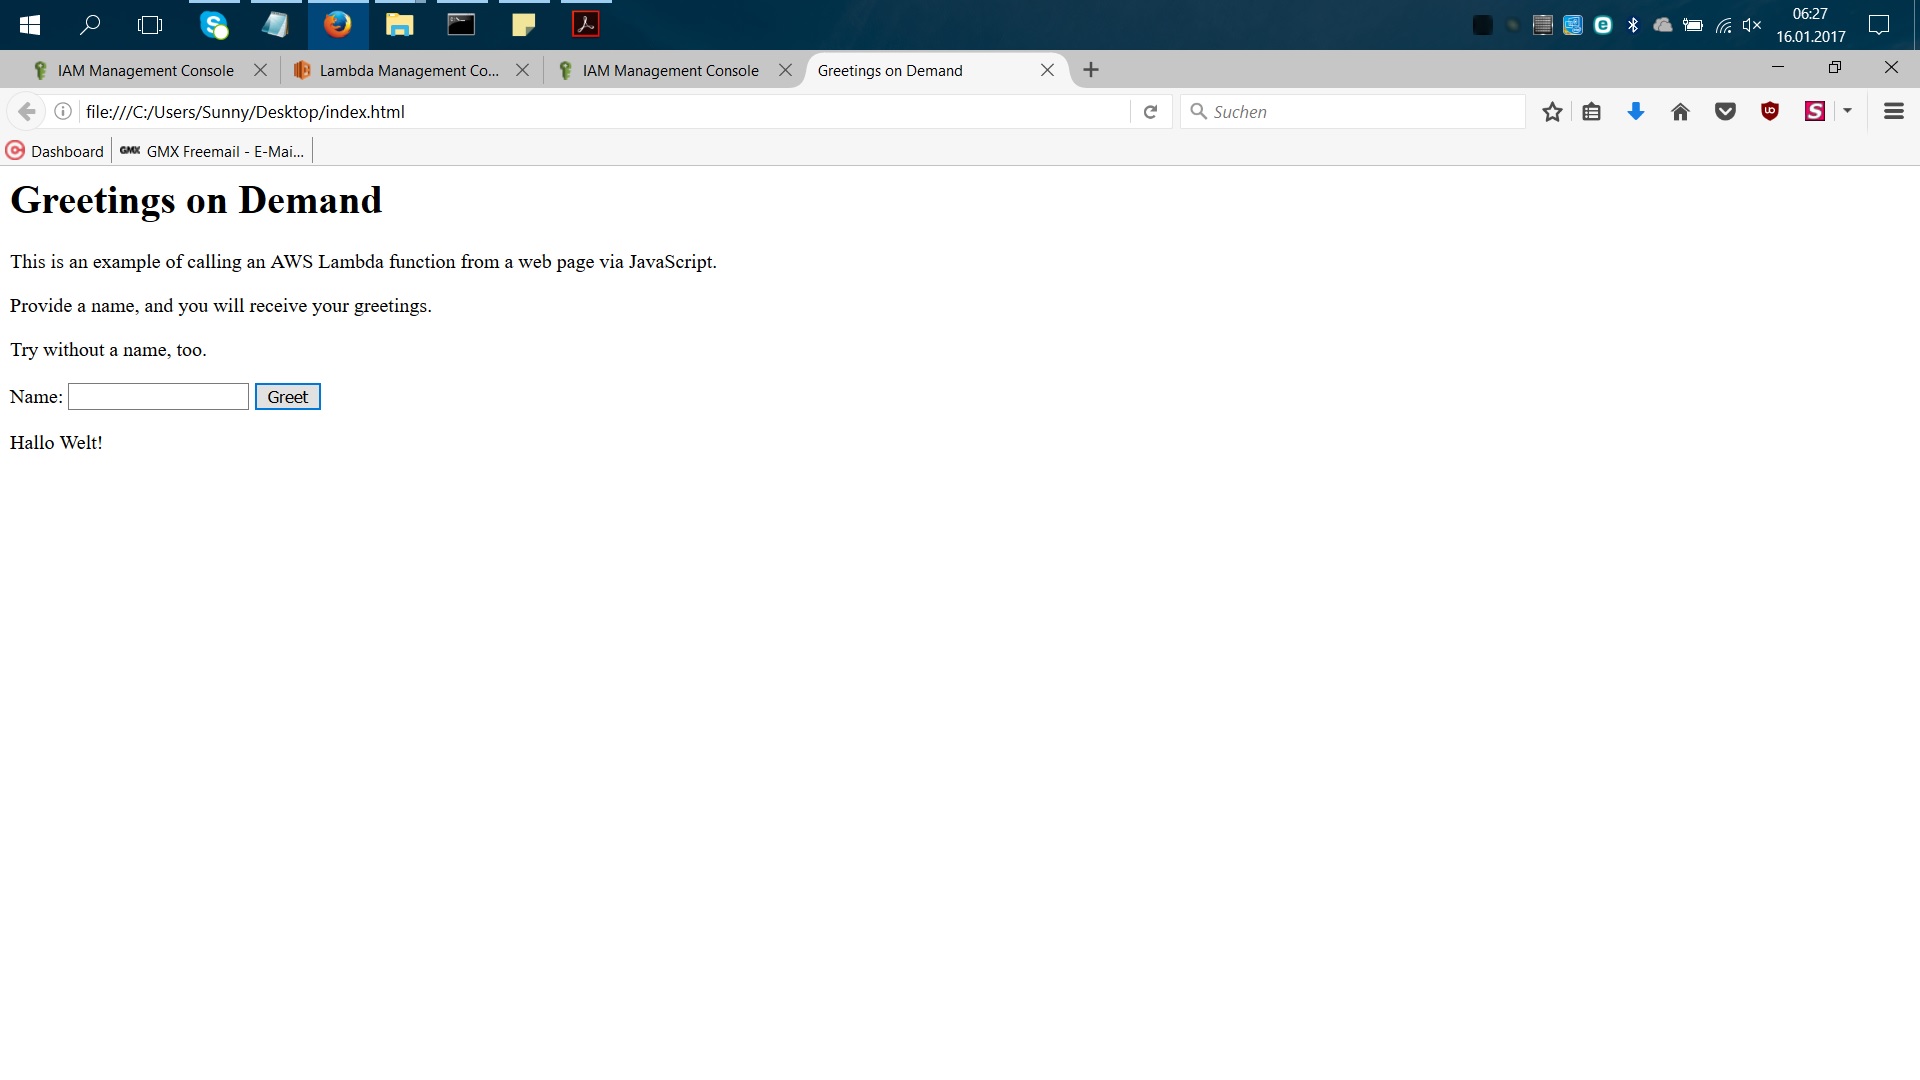 06:27
16.01.2017
IAM Management Console
Lambda Management Co...
IAM Management Console
Greetings on Demand
file:///C:/Users/Sunny/Desktop/index.html
Suchen
Dashboard
GMX GMX Freemail - E-Mai...
Greetings on Demand
This is an example of calling an AWS Lambda function from a web page via JavaScript.
Provide a name, and you will receive your greetings.
Try without a name, too.
Name: Greet
Hallo Welt!